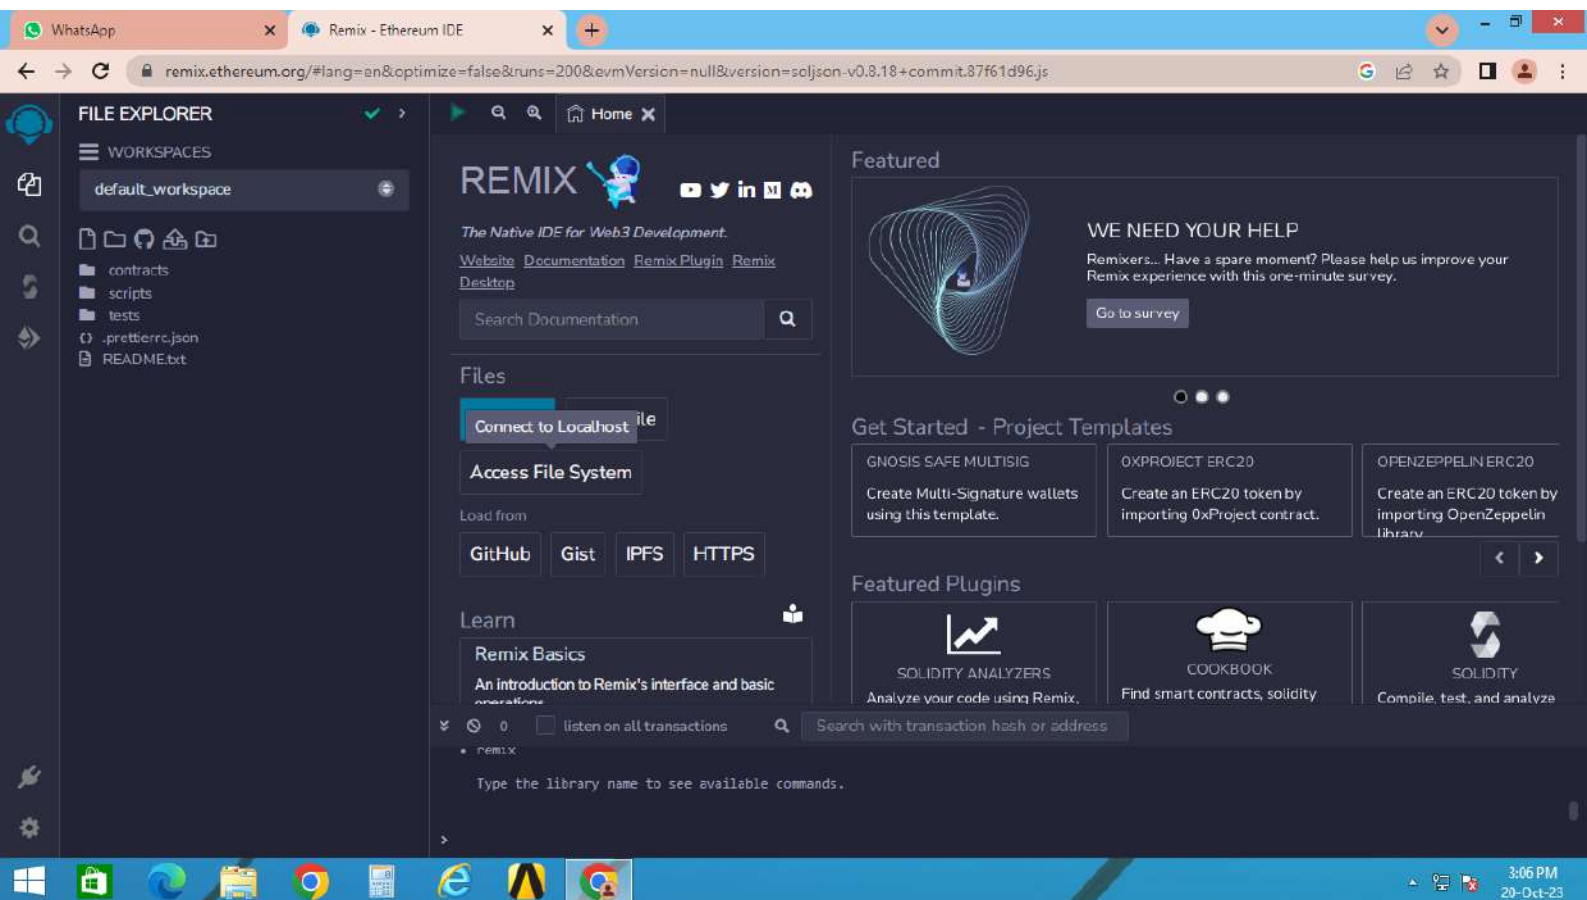 WhatsApp
Remix - Ethereum IDE
remix.ethereum.org/#lang=en&optimize=false&runs=200&evmVersion=null&version=soljson-v0.8.18+commit.87f61d96.js
FILE EXPLORER
WORKSPACES
default_workspace
contracts
scripts
tests
.prettierrc.json
README.txt
Home
REMIX
The Native IDE for Web3 Development.
Website Documentation Remix Plugin Remix
Desktop
Search Documentation
Files
ile
Connect to Localhost
Access File System
Load from
GitHub Gist IPFS HTTPS
Learn
Remix Basics
An introduction to Remix's interface and basic
operations
Featured
WE NEED YOUR HELP
Remixers... Have a spare moment? Please help us improve your
Remix experience with this one-minute survey.
Go to survey
Get Started - Project Templates
GNOSIS SAFE MULTISIG
Create Multi-Signature wallets
using this template.
0XPROJECT ERC20
Create an ERC20 token by
importing 0xProject contract.
OPENZEPPELIN ERC20
Create an ERC20 token by
importing OpenZeppelin
library
Featured Plugins
SOLIDITY ANALYZERS
Analyze your code using Remix,
COOKBOOK
Find smart contracts, solidity
SOLIDITY
Compile, test, and analyze
0 listen on all transactions
Search with transaction hash or address
• remix
Type the library name to see available commands.
>
3:06 PM
20-Oct-23